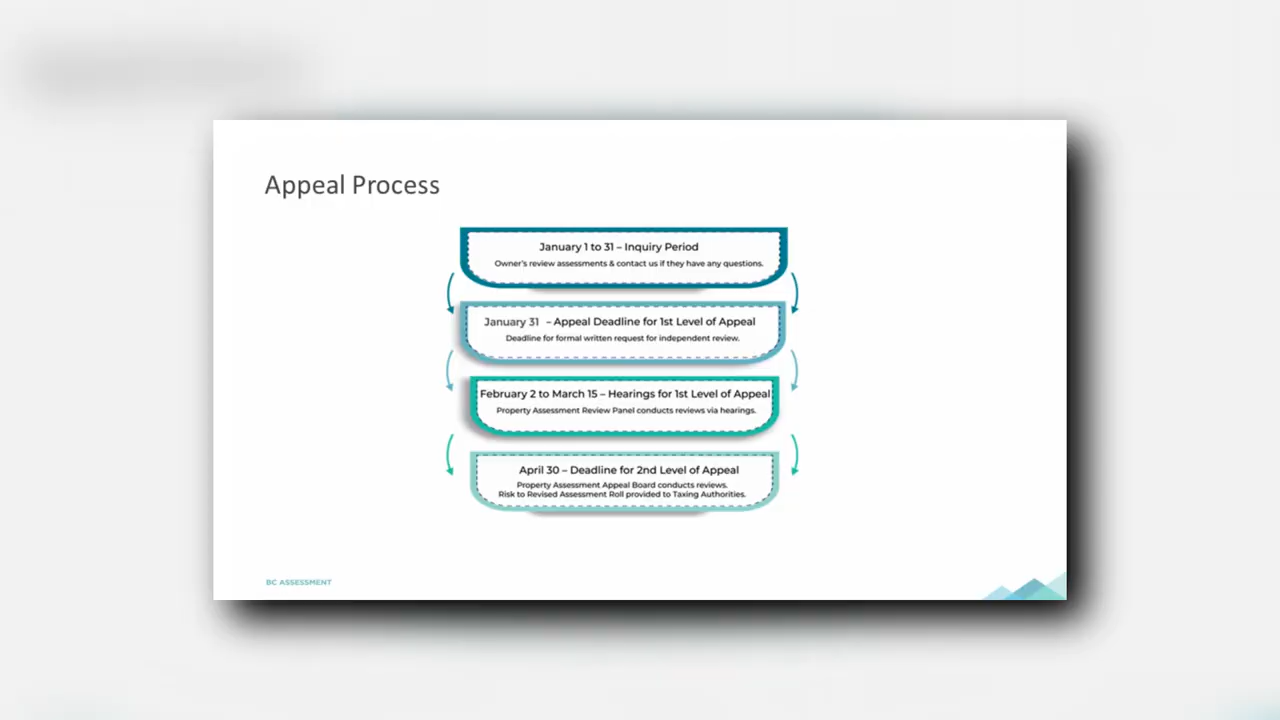 Appeal Process
January 1 to 31 – Inquiry Period
Owner's review assessments & contact us if they have any questions.
January 31 – Appeal Deadline for 1st Level of Appeal
Deadline for formal written request for independent review.
February 2 to March 15 – Hearings for 1st Level of Appeal
Property Assessment Review Panel conducts reviews via hearings.
April 30 – Deadline for 2nd Level of Appeal
Property Assessment Appeal Board conducts reviews.
Risk to Revised Assessment Roll provided to Taxing Authorities.
BC ASSESSMENT